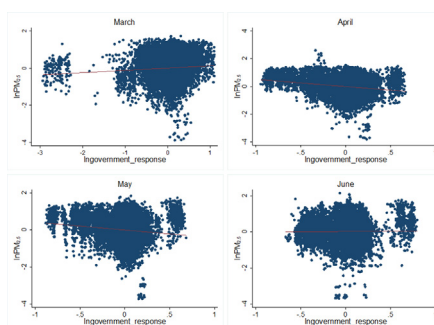 March
lnPM2.5
2
0
-2
-4
-3 -2 -1 0 1
lngovernment_response
April
lnPM2.5
4
2
0
-2
-4
-1 -.5 0 .5 1
lngovernment_response
May
lnPM2.5
2
0
-2
-4
-1 -.5 0 .5 1
lngovernment_response
June
lnPM2.5
2
0
-2
-4
-1 -.5 0 .5 1
lngovernment_response